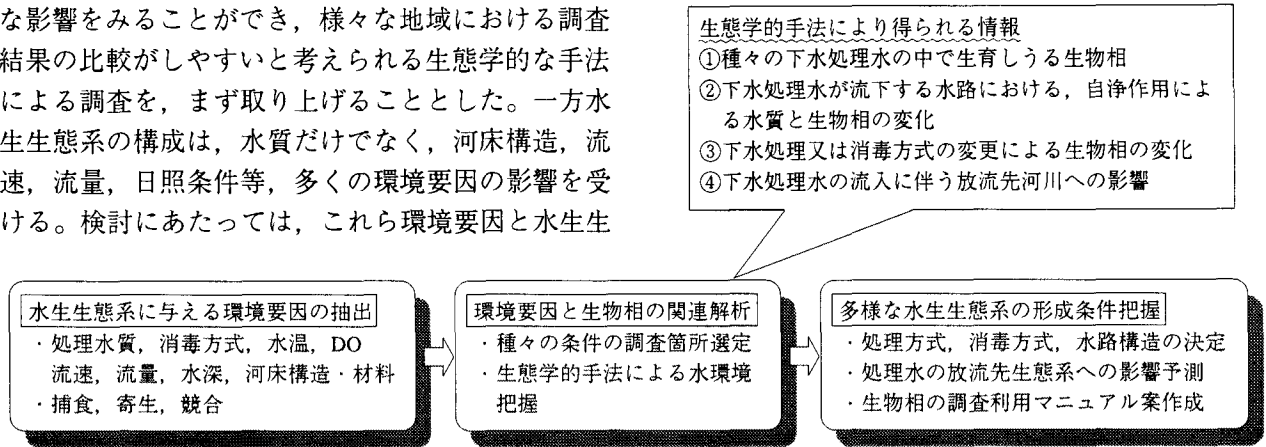 な影響をみることができ，様々な地域における調査
結果の比較がしやすいと考えられる生態学的な手法
による調査を，まず取り上げることとした。一方水
生生態系の構成は，水質だけでなく，河床構造，流
速，流量，日照条件等，多くの環境要因の影響を受
ける。検討にあたっては，これら環境要因と水生生
生態学的手法により得られる情報
①種々の下水処理水の中で生育しうる生物相
②下水処理水が流下する水路における，自浄作用によ
る水質と生物相の変化
③下水処理又は消毒方式の変更による生物相の変化
④下水処理水の流入に伴う放流先河川への影響
水生生態系に与える環境要因の抽出
・処理水質，消毒方式，水温，DO
流速，流量，水深，河床構造・材料
・捕食，寄生，競合
環境要因と生物相の関連解析
・種々の条件の調査箇所選定
・生態学的手法による水環境
把握
多様な水生生態系の形成条件把握
・処理方式，消毒方式，水路構造の決定
・処理水の放流先生態系への影響予測
・生物相の調査利用マニュアル案作成